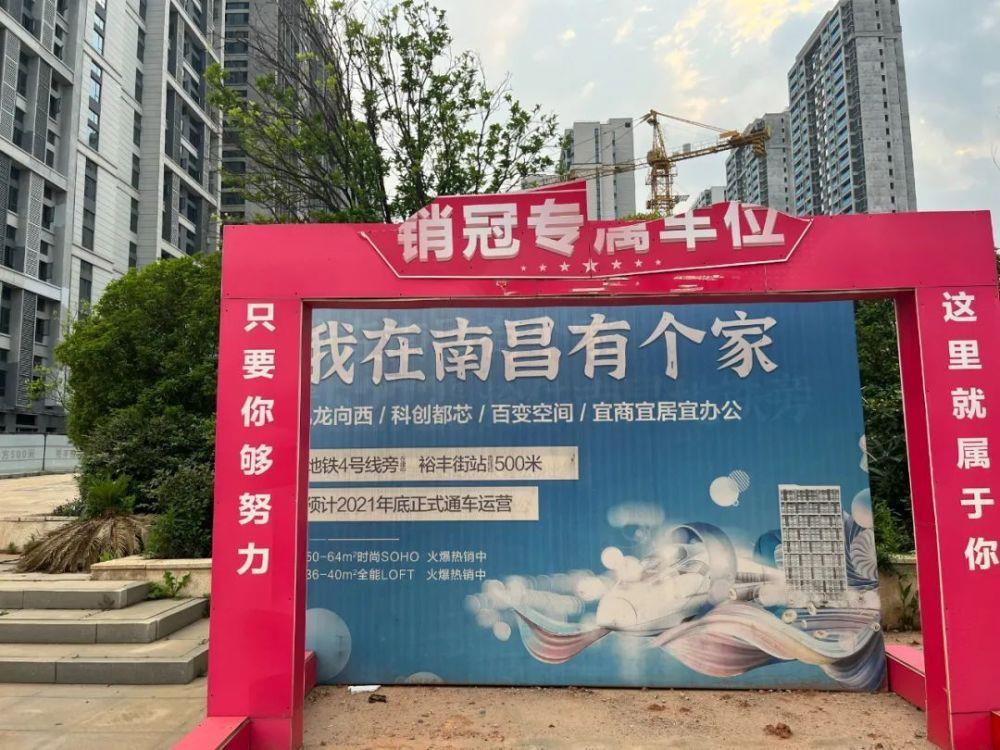 销冠专属车位
只要你够努力
这里就属于你
我在南昌有个家
龙向西 / 科创都芯 / 百变空间 / 宜商宜居宜办公
地铁4号线旁 裕丰街站 500米
预计2021年底正式通车运营
50-64m²时尚SOHO 火爆热销中
36-40m²全能LOFT 火爆热销中